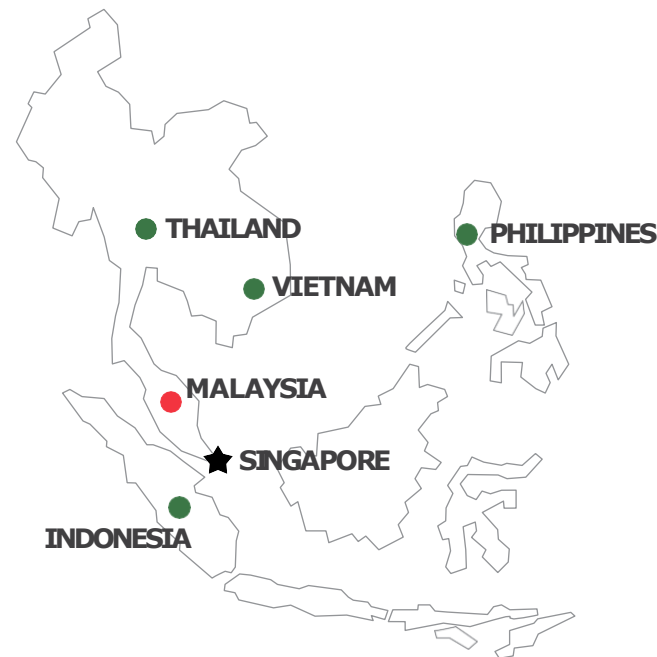 THAILAND
PHILIPPINES
VIETNAM
MALAYSIA
SINGAPORE
INDONESIA